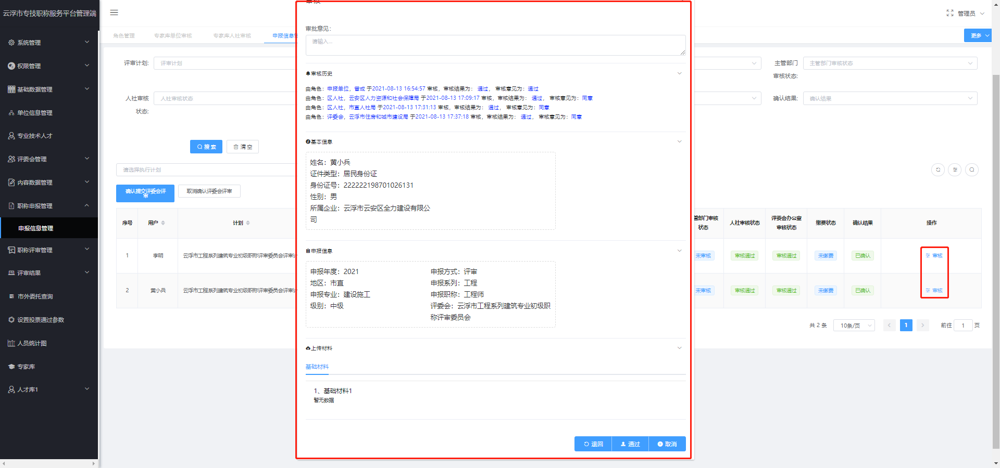 云浮市专技职称服务平台管理端
系统管理
权限管理
基础数据管理
单位信息管理
专业技术人才
评委会管理
内容数据管理
职称申报管理
申报信息管理
职称评审管理
评审结果
市外委托查询
设置投票通过参数
人员统计图
专家库
人才库1
管理员
角色管理
专家库单位审核
专家库人社审核
申报信息
更多
评审计划:
评审计划
主管部门审核状态:
主管部门审核状态
人社审核状态:
人社审核状态
确认结果:
确认结果
搜 索
清 空
请选择执行计划
确认提交评委会评审
取消确认评委会评审
序号
用户
计划
管部门审核状态
人社审核状态
评委会办公室审核状态
缴费状态
确认结果
操作
1
李明
云浮市工程系列建筑专业初级职称评审委员会评审计
未审核
审核通过
审核通过
未缴费
已确认
审核
2
黄小兵
云浮市工程系列建筑专业初级职称评审委员会评审计
未审核
审核通过
审核通过
未缴费
已确认
审核
共 2 条
10条/页
1
前往
1
页
审核
审批意见:
请输入...
审核历史
由角色：申报单位，曾成 于2021-08-13 16:54:57 审核，审核结果为： 通过， 审核意见为：通过
由角色：区人社，云安区人力资源和社会保障局 于2021-08-13 17:09:17 审核，审核结果为： 通过， 审核意见为：同意
由角色：区人社，市直人社局 于2021-08-13 17:31:13 审核，审核结果为： 通过， 审核意见为：同意
由角色：评委会，云浮市住房和城市建设局 于2021-08-13 17:37:18 审核，审核结果为： 通过， 审核意见为：同意
基本信息
姓名：黄小兵
证件类型：居民身份证
身份证号：222222198701026131
性别：男
所属企业：云浮市云安区全力建设有限公
司
申报信息
申报年度：2021
申报方式：评审
地区：市直
申报系列：工程
申报专业：建设施工
申报职称：工程师
级别：中级
评委会：云浮市工程系列建筑专业初级职
称评审委员会
上传材料
基础材料
1、基础材料1
暂无数据
退回
通过
取消